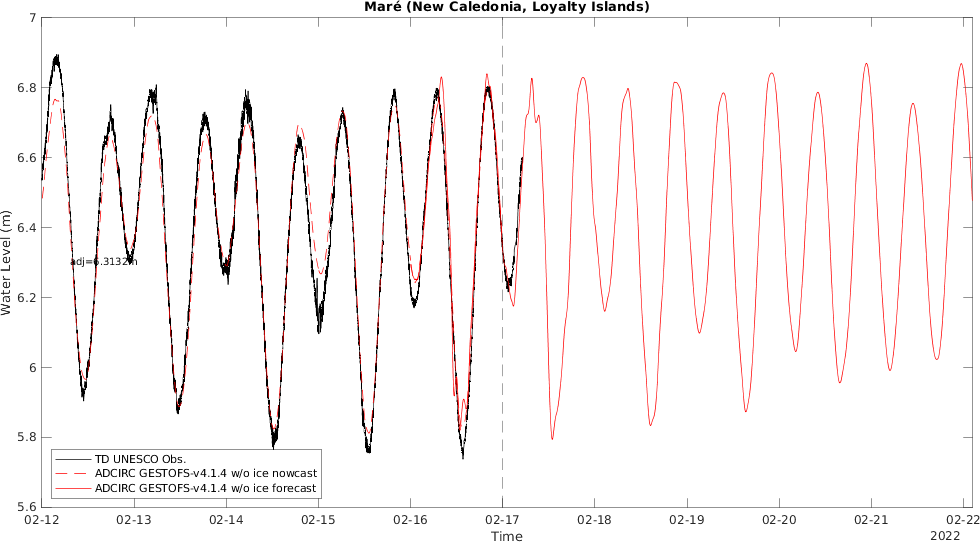 Maré (New Caledonia, Loyalty Islands)
7
6.8
6.6
6.4
6.2
6
5.8
5.6
Water Level (m)
adj=6.3132m
TD UNESCO Obs.
ADCIRC GESTOFS-v4.1.4 w/o ice nowcast
ADCIRC GESTOFS-v4.1.4 w/o ice forecast
02-12 02-13 02-14 02-15 02-16 02-17 02-18 02-19 02-20 02-21 02-22
Time
2022